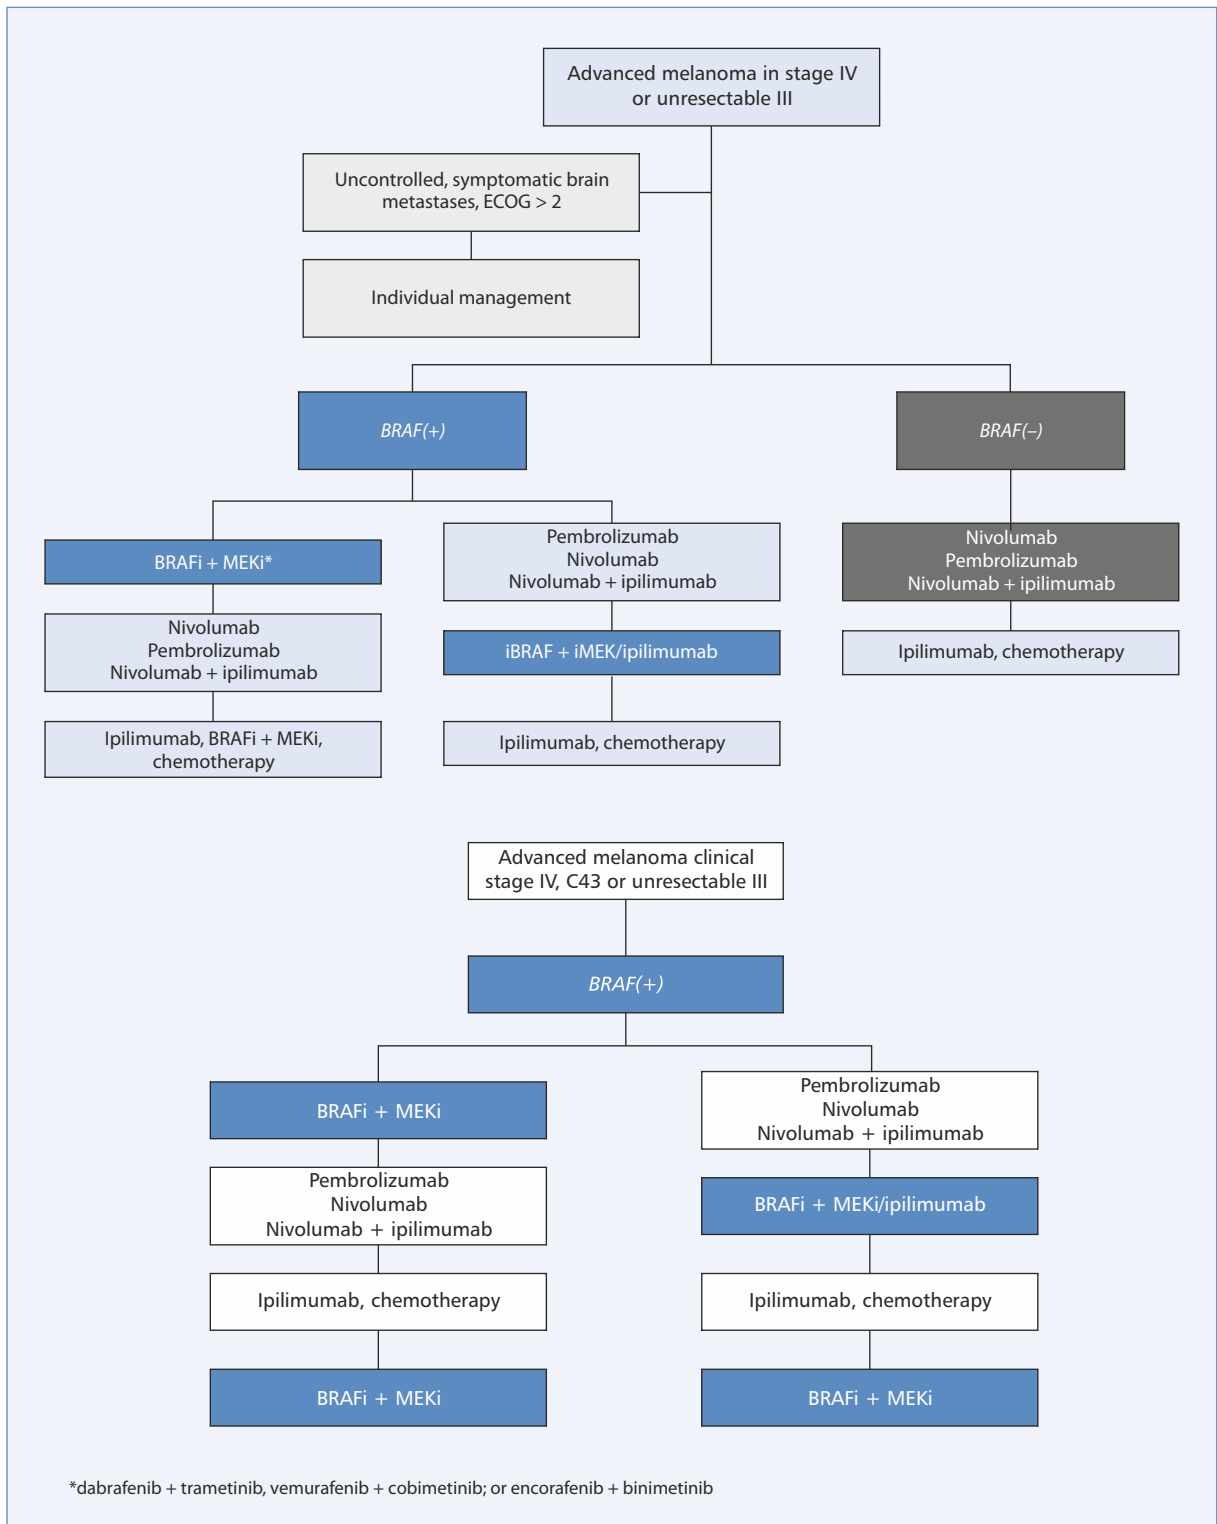 Advanced melanoma in stage IV
or unresectable III
Uncontrolled, symptomatic brain
metastases, ECOG > 2
Individual management
BRAF(+)
BRAF(–)
BRAFi + MEKi*
Nivolumab
Pembrolizumab
Nivolumab + ipilimumab
Ipilimumab, BRAFi + MEKi,
chemotherapy
Pembrolizumab
Nivolumab
Nivolumab + ipilimumab
iBRAF + iMEK/ipilimumab
Ipilimumab, chemotherapy
Nivolumab
Pembrolizumab
Nivolumab + ipilimumab
Ipilimumab, chemotherapy
Advanced melanoma clinical
stage IV, C43 or unresectable III
BRAF(+)
BRAFi + MEKi
Pembrolizumab
Nivolumab
Nivolumab + ipilimumab
Ipilimumab, chemotherapy
BRAFi + MEKi
Pembrolizumab
Nivolumab
Nivolumab + ipilimumab
BRAFi + MEKi/ipilimumab
Ipilimumab, chemotherapy
BRAFi + MEKi
*dabrafenib + trametinib, vemurafenib + cobimetinib; or encorafenib + binimetinib